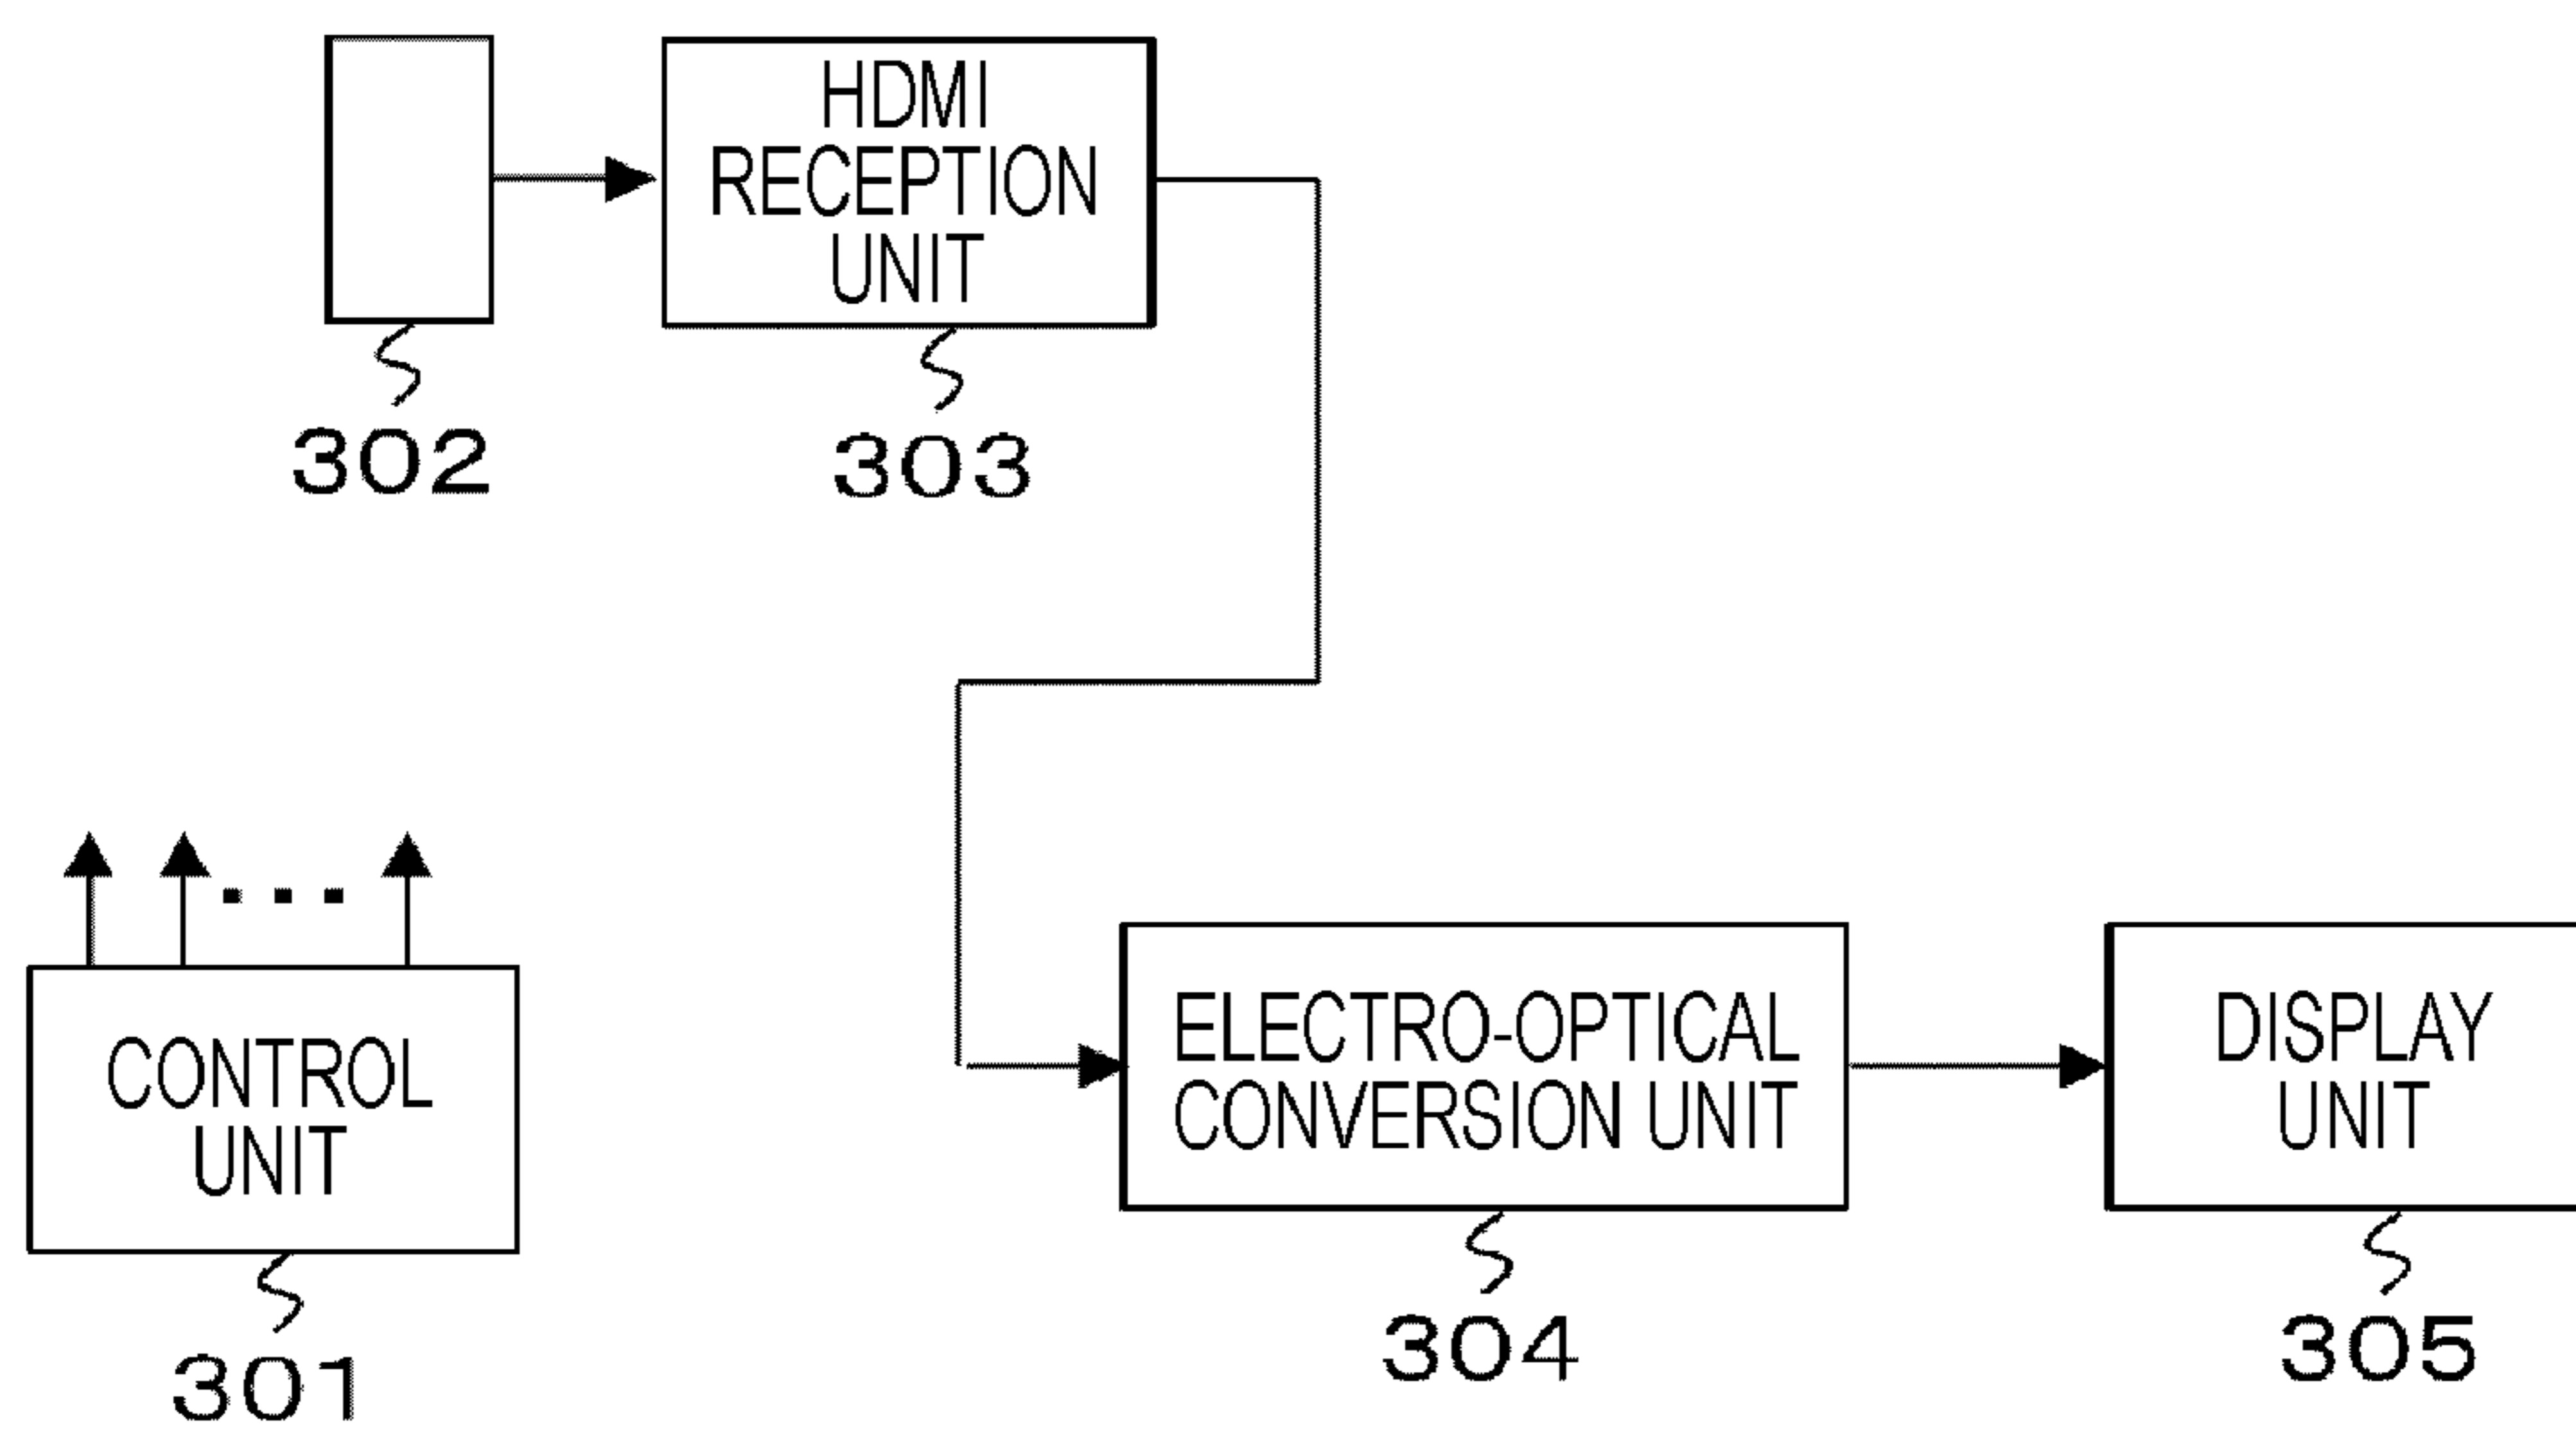 HDMI
RECEPTION
UNIT
302
303
CONTROL
UNIT
301
ELECTRO-OPTICAL
CONVERSION UNIT
304
DISPLAY
UNIT
305